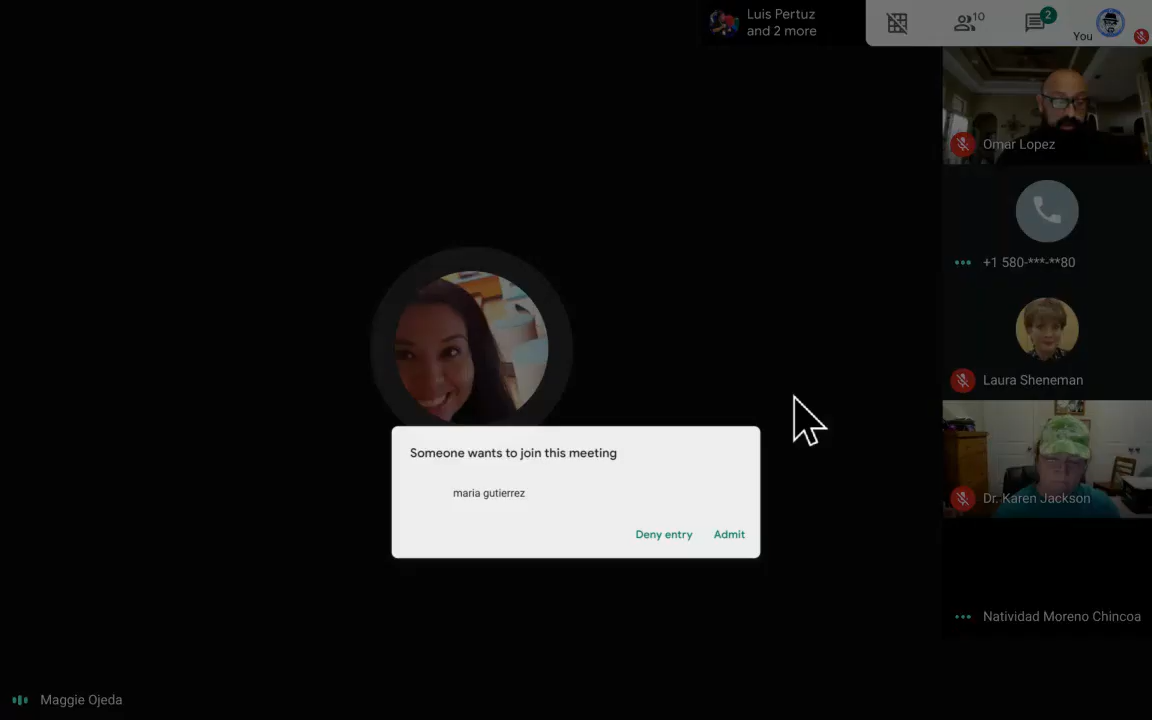 Luis Pertuz
and 2 more
10
2
You
Omar Lopez
+1 580-***-**80
Laura Sheneman
Someone wants to join this meeting
maria gutierrez
Deny entry
Admit
Dr. Karen Jackson
Natividad Moreno Chincoa
Maggie Ojeda